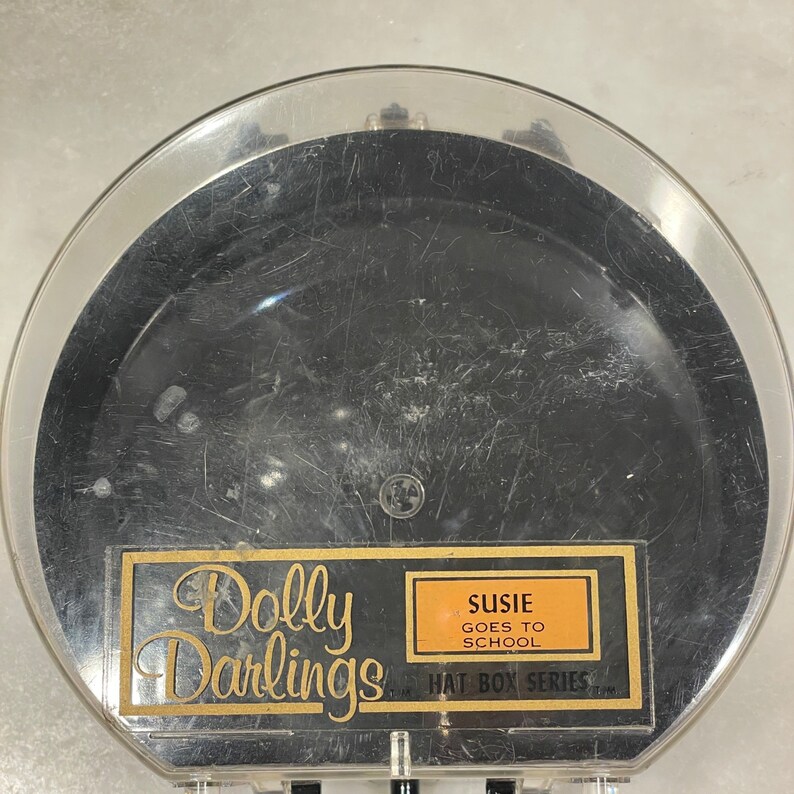 Dolly
Darlings T.M.
SUSIE
GOES TO
SCHOOL
HAT BOX SERIES T.M.